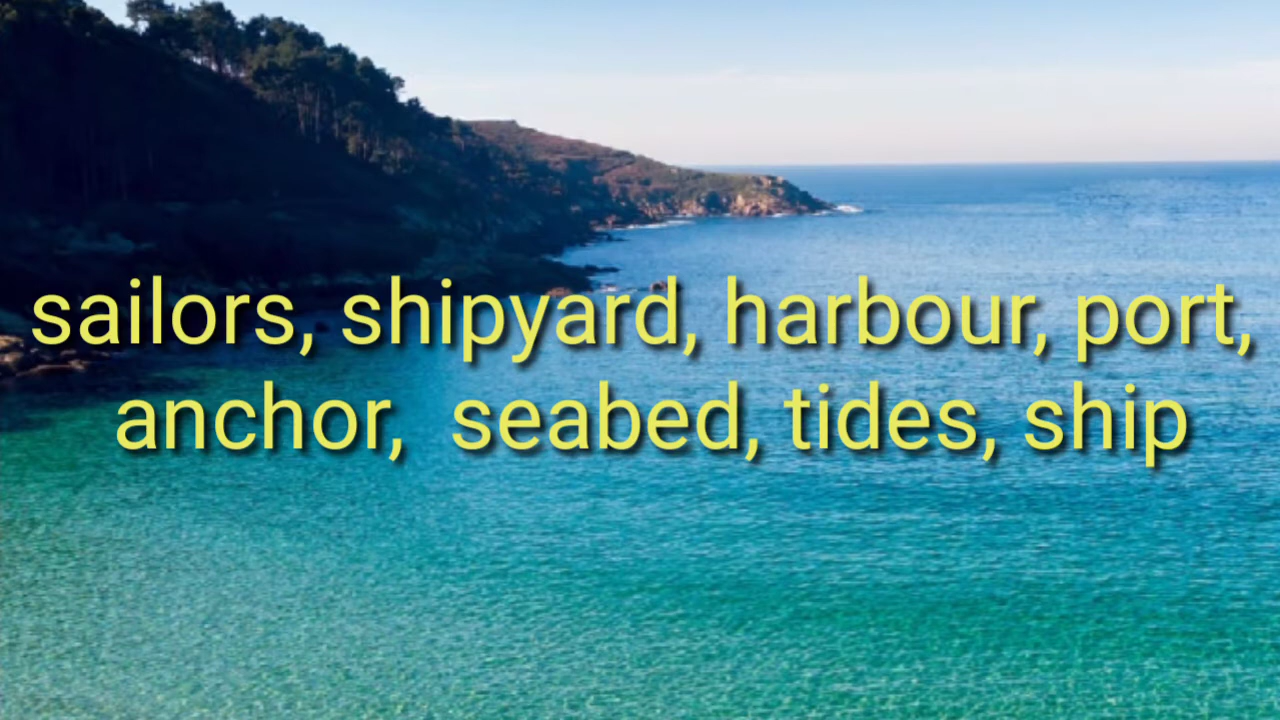 sailors, shipyard, harbour, port,
anchor,  seabed, tides, ship